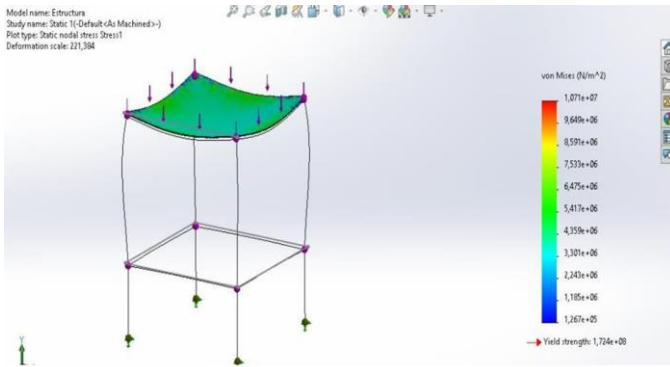 Model name: Estructura
Study name: Static 1(-Default<As Machined>-)
Plot type: Static nodal stress Stress1
Deformation scale: 221,384
von Mises (N/m^2)
1,071e+07
9,649e+06
8,591e+06
7,533e+06
6,475e+06
5,417e+06
4,359e+06
3,301e+06
2,243e+06
1,185e+06
1,267e+05
Yield strength: 1,724e+08
Y